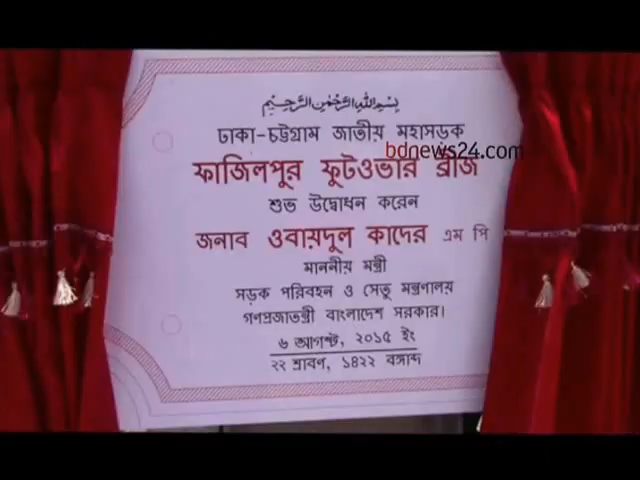 بسم الله الرحمن الرحيم
ঢাকা-চট্টগ্রাম জাতীয় মহাসড়ক
bdnews24.com
ফাজিলপুর ফুটওভার ব্রীজ
শুভ উদ্বোধন করেন
জনাব ওবায়দুল কাদের এম পি
মাননীয় মন্ত্রী
সড়ক পরিবহন ও সেতু মন্ত্রণালয়
গণপ্রজাতন্ত্রী বাংলাদেশ সরকার।
৬ আগষ্ট, ২০১৫ ইং
২২ শ্রাবণ, ১৪২২ বঙ্গাব্দ